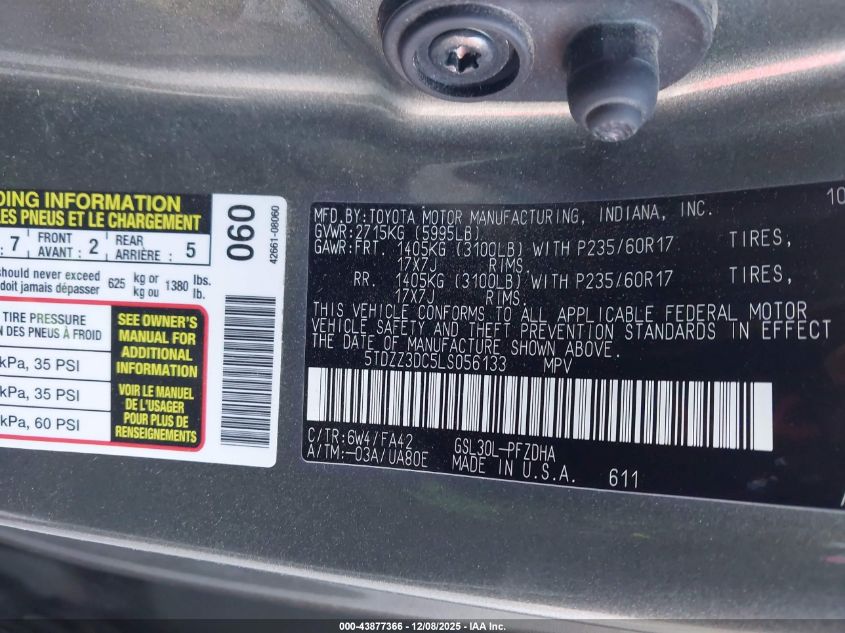 DING INFORMATION
LES PNEUS ET LE CHARGEMENT
7 FRONT AVANT : 2 REAR ARRIÈRE : 5
should never exceed 625 kg or 1380 lbs.
doit jamais dépasser kg ou lb.
TIRE PRESSURE
DES PNEUS À FROID
kPa, 35 PSI
kPa, 35 PSI
kPa, 60 PSI
SEE OWNER'S
MANUAL FOR
ADDITIONAL
INFORMATION
VOIR LE MANUEL
DE L'USAGER
POUR PLUS DE
RENSEIGNEMENTS
060
42661-08060
10
MFD.BY:TOYOTA MOTOR MANUFACTURING, INDIANA, INC.
GVWR:2715KG (5995LB)
GAWR:FRT. 1405KG (3100LB) WITH P235/60R17 TIRES,
17X7J RIMS.
RR. 1405KG (3100LB) WITH P235/60R17 TIRES,
17X7J RIMS.
THIS VEHICLE CONFORMS TO ALL APPLICABLE FEDERAL MOTOR
VEHICLE SAFETY AND THEFT PREVENTION STANDARDS IN EFFECT
THE DATE OF MANUFACTURE SHOWN ABOVE.
5TDZZ3DC5LS056133 MPV
C/TR:6W4/FA42 GSL30L-PFZDHA
A/TM:-03A/UA80E MADE IN U.S.A. 611
000-43877366 - 12/08/2025 - IAA Inc.